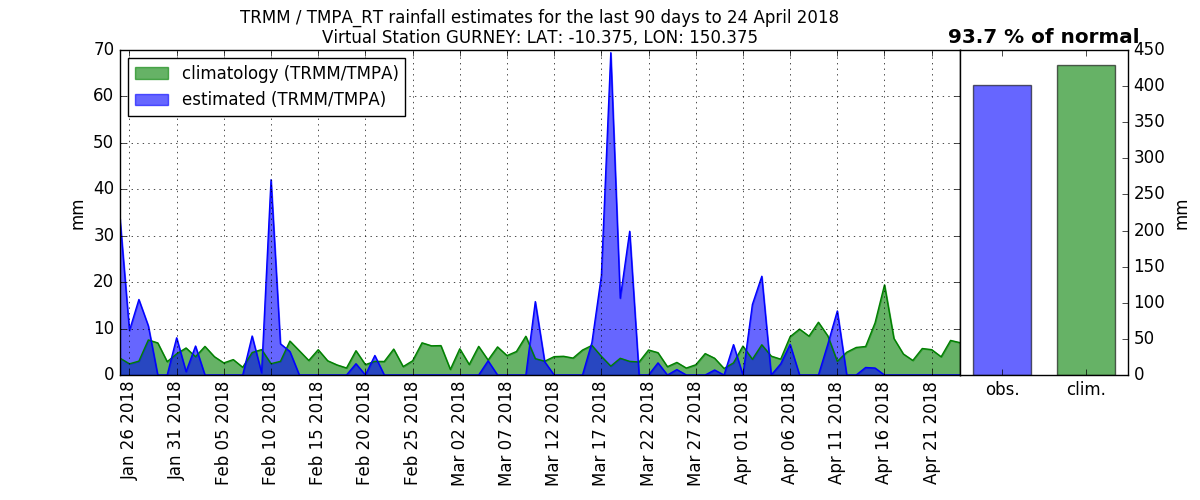 TRMM / TMPA_RT rainfall estimates for the last 90 days to 24 April 2018
Virtual Station GURNEY: LAT: -10.375, LON: 150.375
93.7 % of normal
climatology (TRMM/TMPA)
estimated (TRMM/TMPA)
70
60
50
40
30
20
10
0
mm
Jan 26 2018
Jan 31 2018
Feb 05 2018
Feb 10 2018
Feb 15 2018
Feb 20 2018
Feb 25 2018
Mar 02 2018
Mar 07 2018
Mar 12 2018
Mar 17 2018
Mar 22 2018
Mar 27 2018
Apr 01 2018
Apr 06 2018
Apr 11 2018
Apr 16 2018
Apr 21 2018
obs.
clim.
450
400
350
300
250
200
150
100
50
0
mm